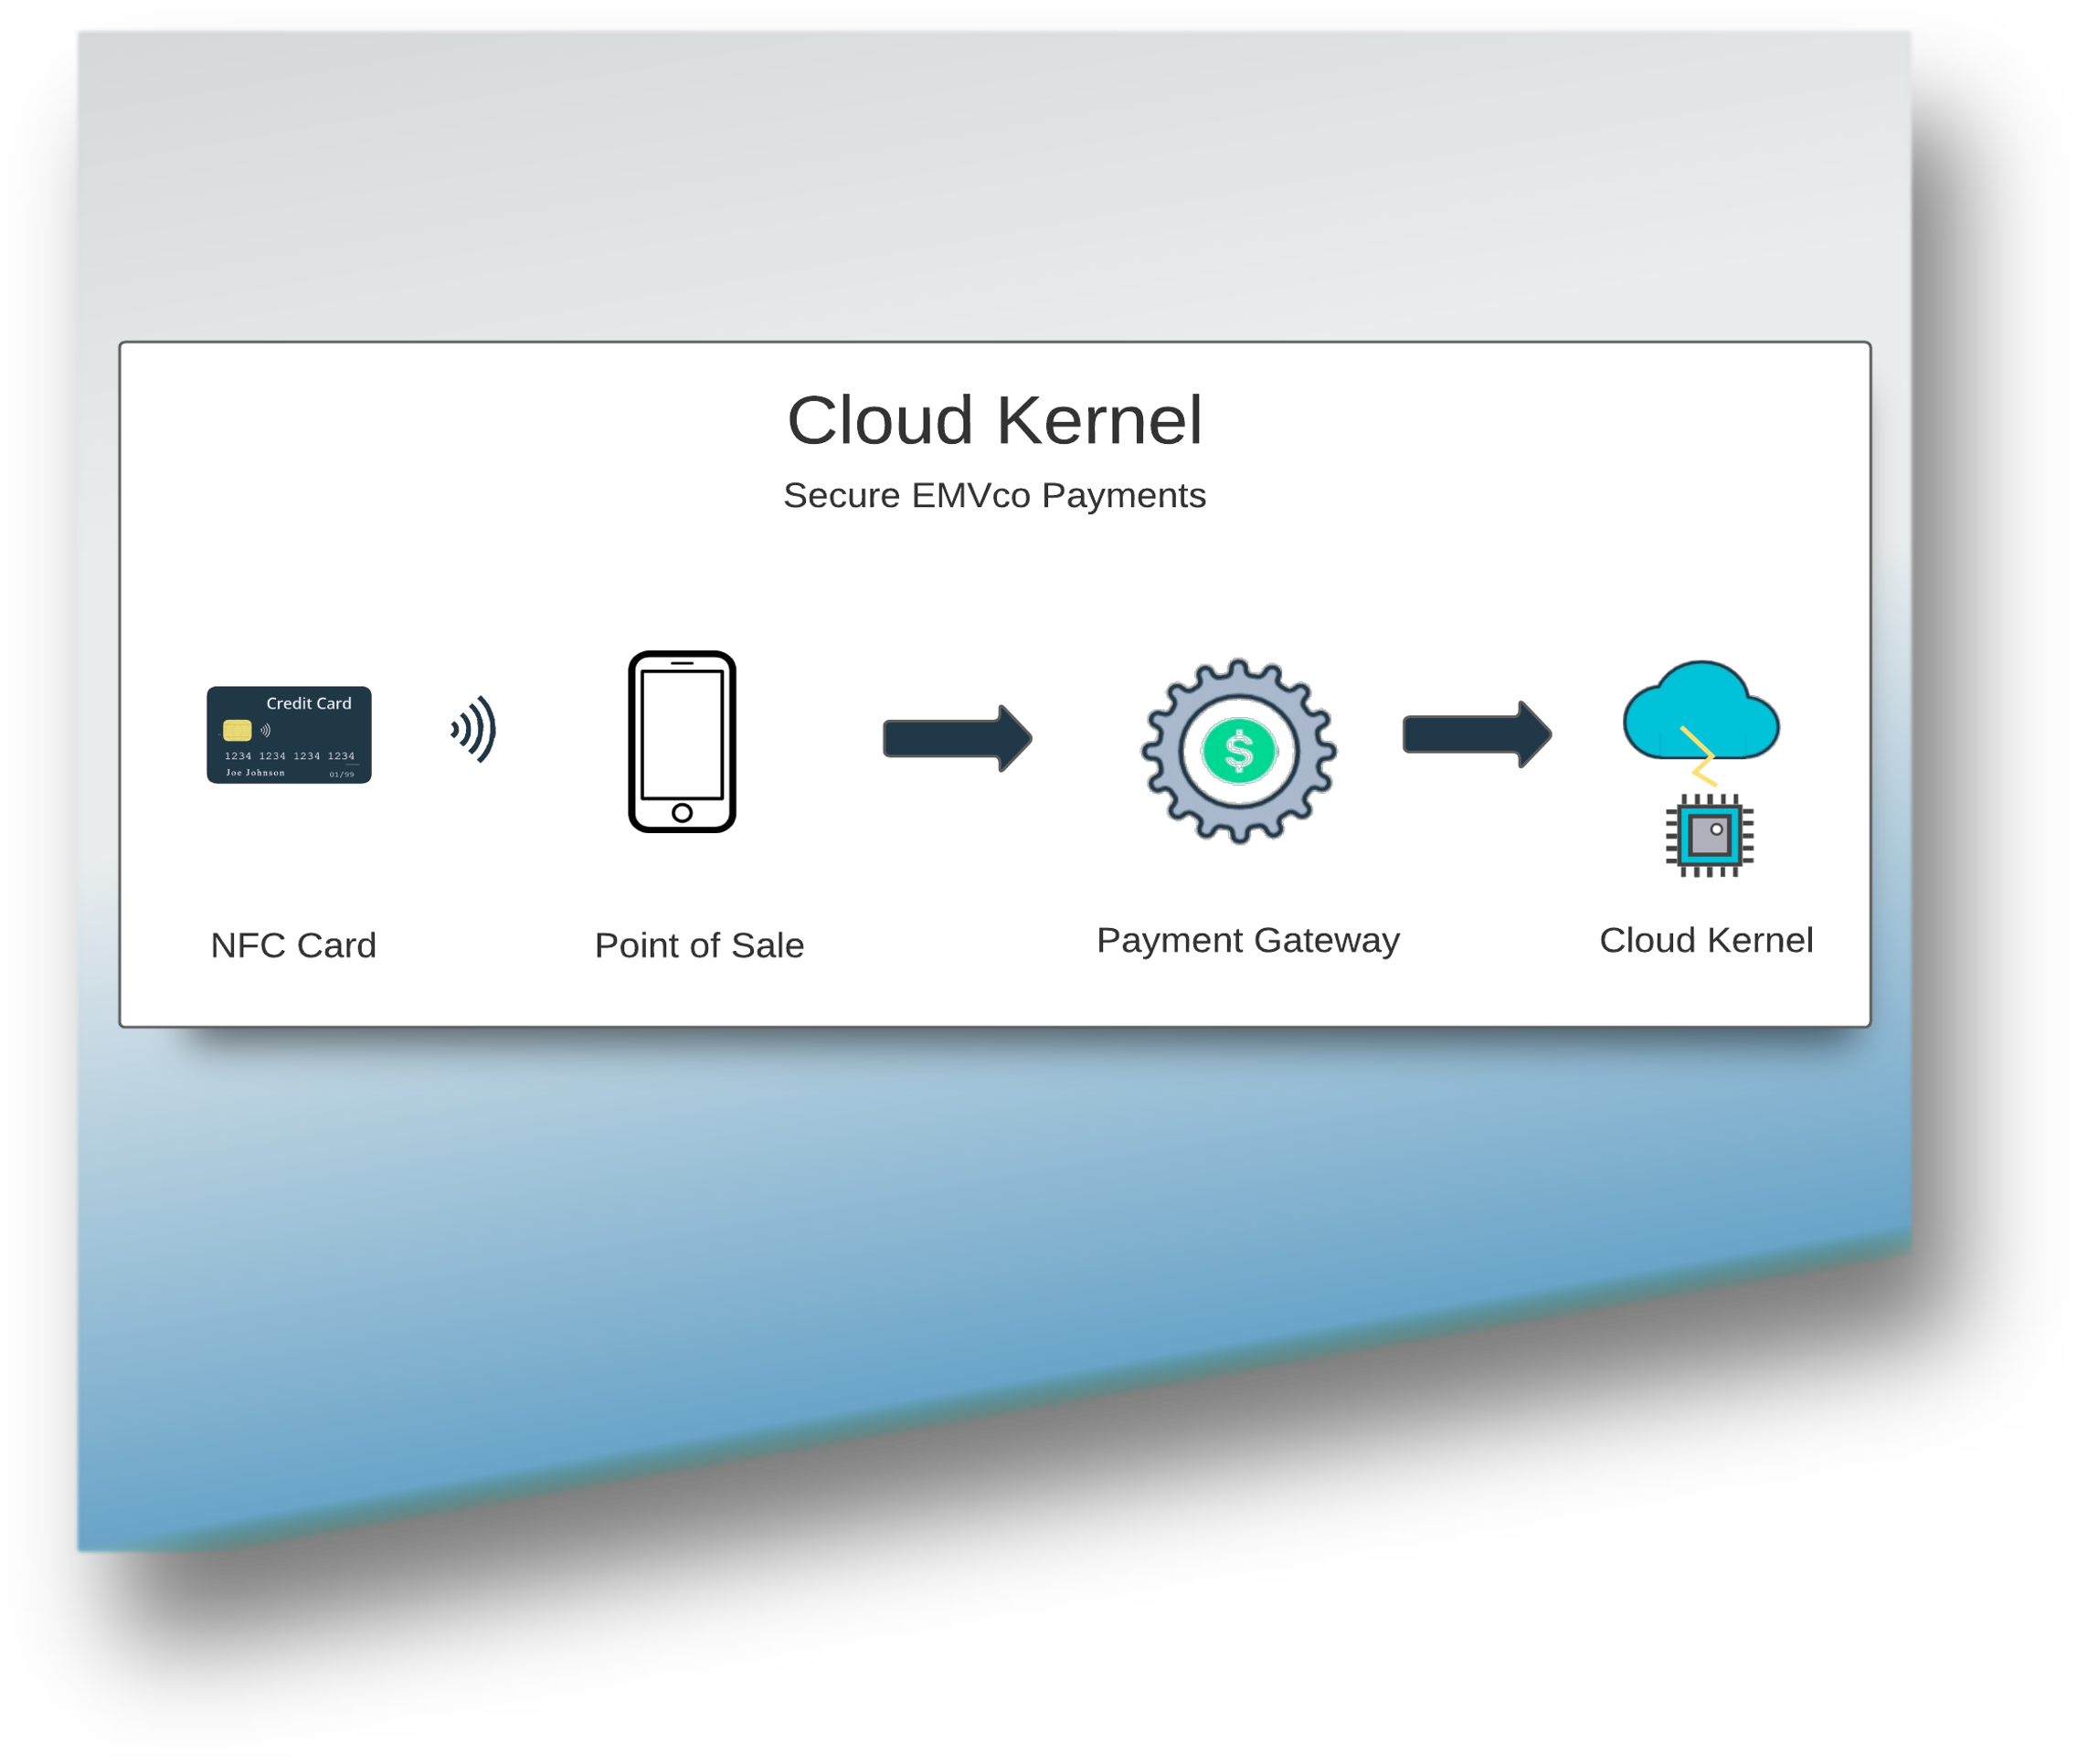 Cloud Kernel
Secure EMVco Payments
Credit Card
1234 1234 1234 1234
Joe Johnson 01/99
NFC Card
Point of Sale
Payment Gateway
Cloud Kernel